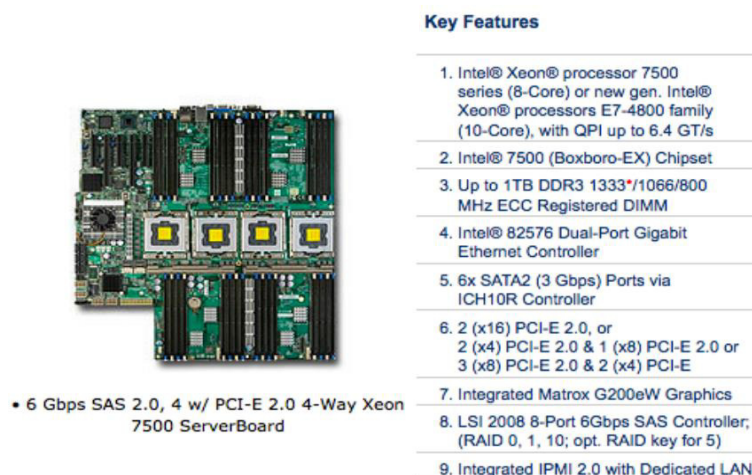 Key Features
1. Intel® Xeon® processor 7500
series (8-Core) or new gen. Intel®
Xeon® processors E7-4800 family
(10-Core), with QPI up to 6.4 GT/s
2. Intel® 7500 (Boxboro-EX) Chipset
3. Up to 1TB DDR3 1333*/1066/800
MHz ECC Registered DIMM
4. Intel® 82576 Dual-Port Gigabit
Ethernet Controller
5. 6x SATA2 (3 Gbps) Ports via
ICH10R Controller
6. 2 (x16) PCI-E 2.0, or
2 (x4) PCI-E 2.0 & 1 (x8) PCI-E 2.0 or
3 (x8) PCI-E 2.0 & 2 (x4) PCI-E
7. Integrated Matrox G200eW Graphics
8. LSI 2008 8-Port 6Gbps SAS Controller;
(RAID 0, 1, 10; opt. RAID key for 5)
9. Integrated IPMI 2.0 with Dedicated LAN
• 6 Gbps SAS 2.0, 4 w/ PCI-E 2.0 4-Way Xeon
7500 ServerBoard